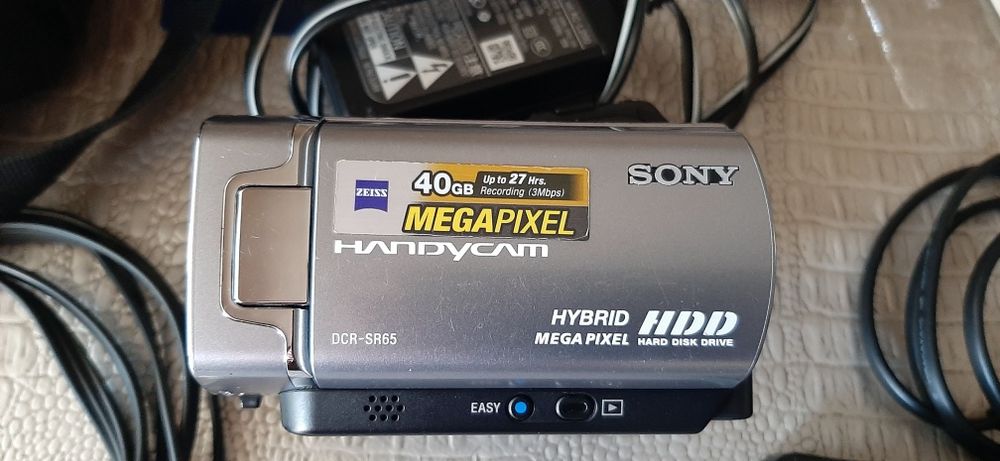 ZEISS
40GB Up to 27 Hrs.
Recording (3Mbps)
MEGAPIXEL
SONY
HANDYCAM
HYBRID HDD
MEGA PIXEL HARD DISK DRIVE
DCR-SR65
EASY